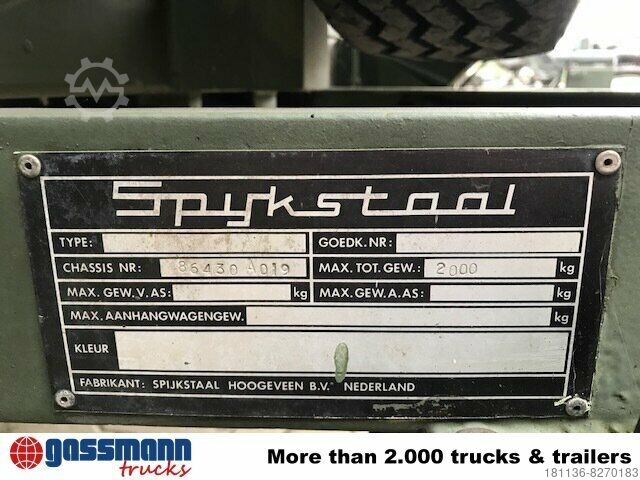 Spykstaal
TYPE: GOEDK. NR:
CHASSIS NR: 86430 A019 MAX. TOT. GEW.: 2000 kg
MAX. GEW. V. AS: kg MAX. GEW. A. AS: kg
MAX. AANHANGWAGENGEW. kg
KLEUR
FABRIKANT: SPIJKSTAAL HOOGEVEEN B.V. NEDERLAND
gassmann
trucks
More than 2.000 trucks & trailers
181136-8270183